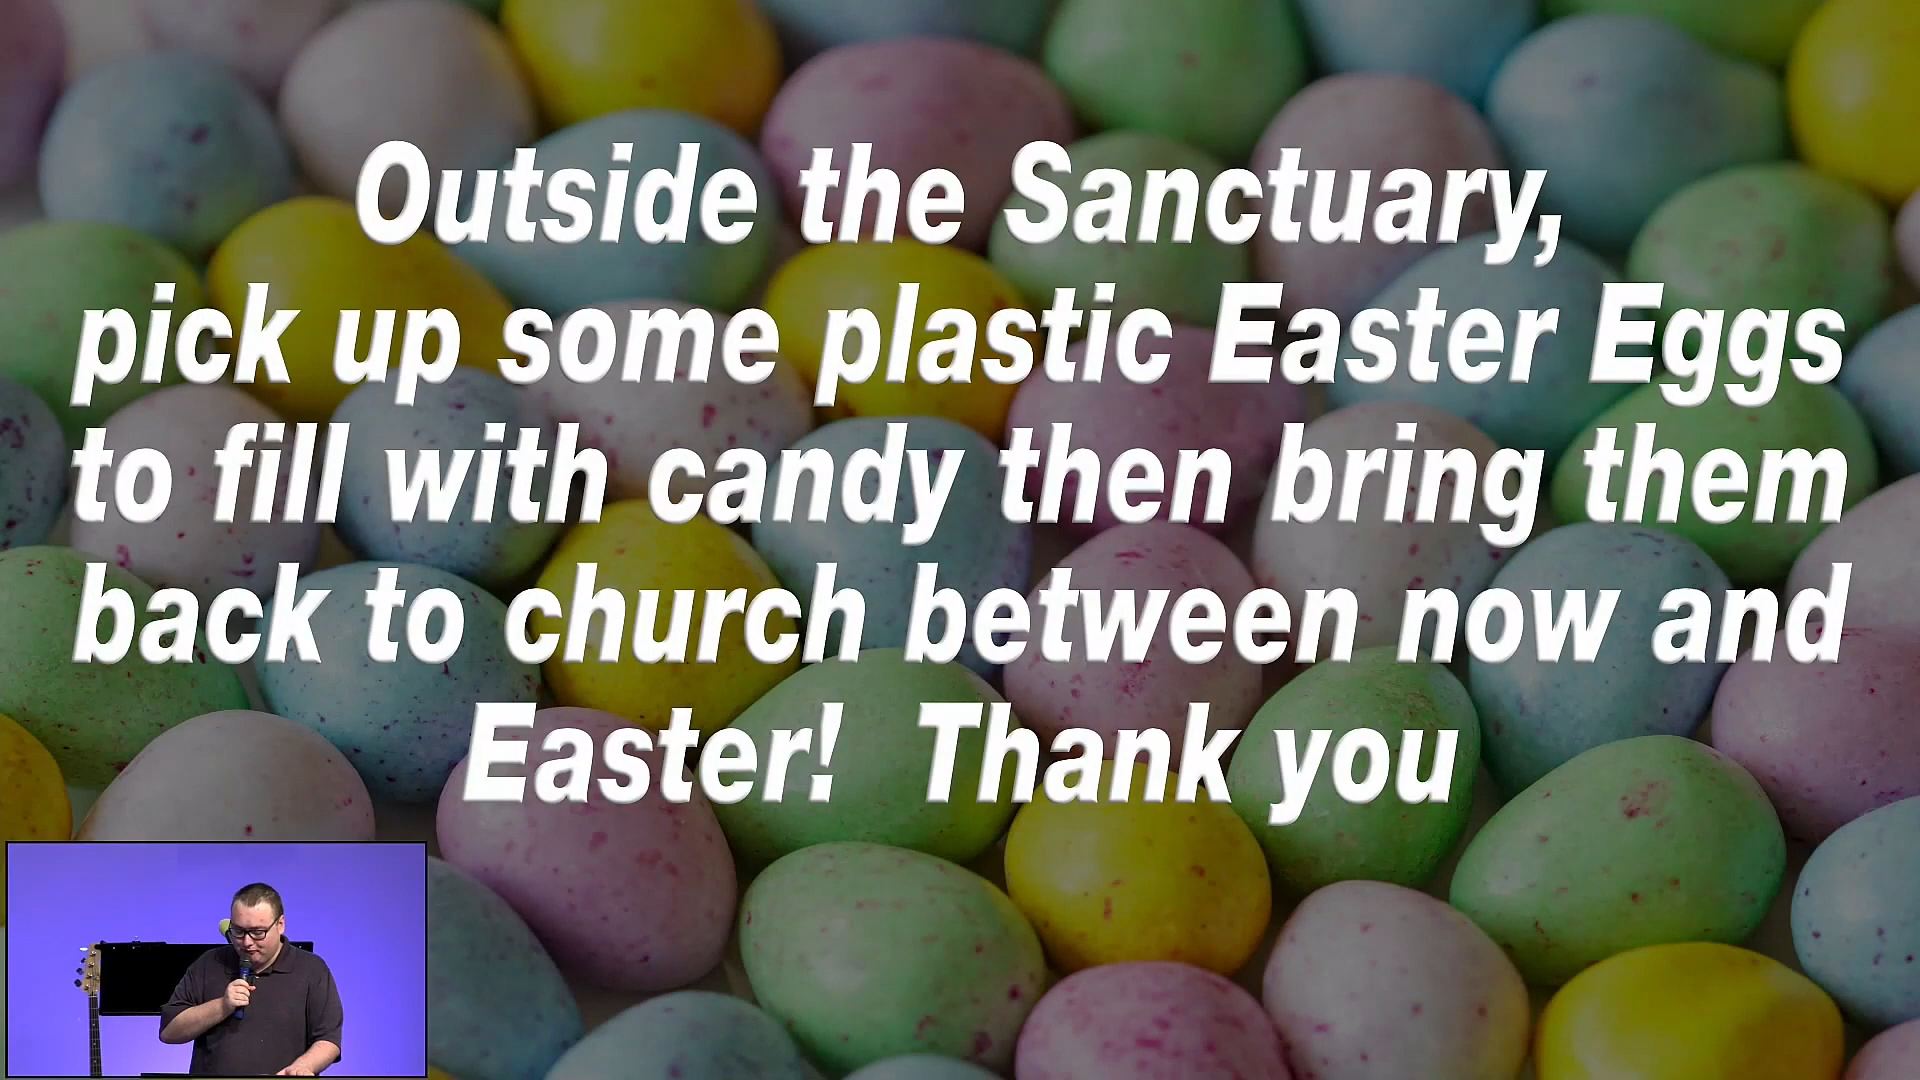 Outside the Sanctuary,
pick up some plastic Easter Eggs
to fill with candy then bring them
back to church between now and
Easter!  Thank you